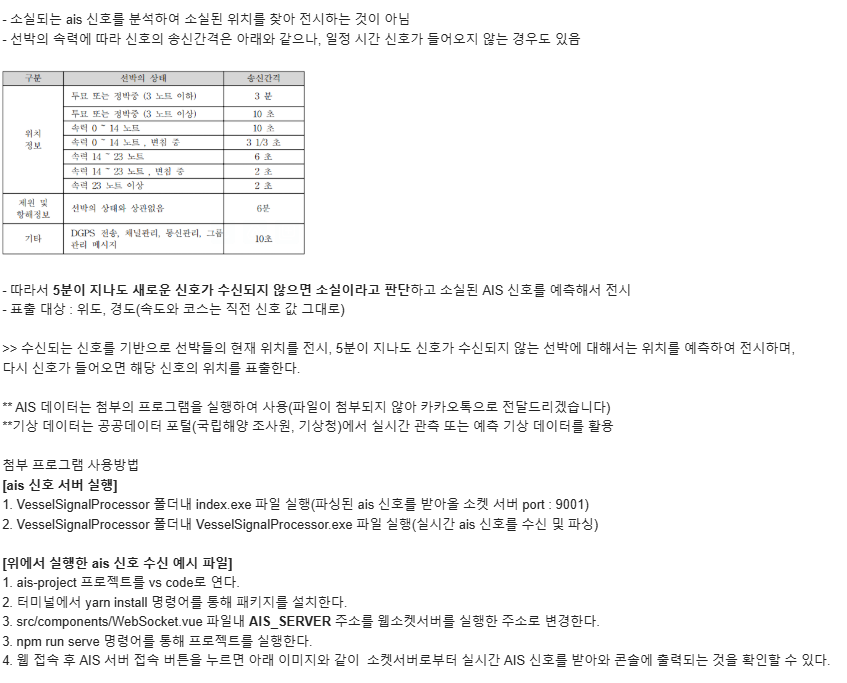 - 소실되는 ais 신호를 분석하여 소실된 위치를 찾아 전시하는 것이 아님
- 선박의 속력에 따라 신호의 송신간격은 아래와 같으나, 일정 시간 신호가 들어오지 않는 경우도 있음
구분 선박의 상태 송신간격
위치 정보
투묘 또는 정박중 (3 노트 이하) 3 분
투묘 또는 정박중 (3 노트 이상) 10 초
속력 0 ~ 14 노트 10 초
속력 0 ~ 14 노트 , 변침 중 3 1/3 초
속력 14 ~ 23 노트 6 초
속력 14 ~ 23 노트 , 변침 중 2 초
속력 23 노트 이상 2 초
제원 및
항해정보 선박의 상태와 상관없음 6분
기타 DGPS 전송, 채널관리, 통신관리, 그룹
관리 메시지 10초
- 따라서 5분이 지나도 새로운 신호가 수신되지 않으면 소실이라고 판단하고 소실된 AIS 신호를 예측해서 전시
- 표출 대상 : 위도, 경도(속도와 코스는 직전 신호 값 그대로)
>> 수신되는 신호를 기반으로 선박들의 현재 위치를 전시, 5분이 지나도 신호가 수신되지 않는 선박에 대해서는 위치를 예측하여 전시하며,
다시 신호가 들어오면 해당 신호의 위치를 표출한다.
** AIS 데이터는 첨부의 프로그램을 실행하여 사용(파일이 첨부되지 않아 카카오톡으로 전달드리겠습니다)
**기상 데이터는 공공데이터 포털(국립해양 조사원, 기상청)에서 실시간 관측 또는 예측 기상 데이터를 활용
첨부 프로그램 사용방법
[ais 신호 서버 실행]
1. VesselSignalProcessor 폴더내 index.exe 파일 실행(파싱된 ais 신호를 받아올 소켓 서버 port : 9001)
2. VesselSignalProcessor 폴더내 VesselSignalProcessor.exe 파일 실행(실시간 ais 신호를 수신 및 파싱)
[위에서 실행한 ais 신호 수신 예시 파일]
1. ais-project 프로젝트를 vs code로 연다.
2. 터미널에서 yarn install 명령어를 통해 패키지를 설치한다.
3. src/components/WebSocket.vue 파일내 AIS_SERVER 주소를 웹소켓서버를 실행한 주소로 변경한다.
3. npm run serve 명령어를 통해 프로젝트를 실행한다.
4. 웹 접속 후 AIS 서버 접속 버튼을 누르면 아래 이미지와 같이 소켓서버로부터 실시간 AIS 신호를 받아와 콘솔에 출력되는 것을 확인할 수 있다.